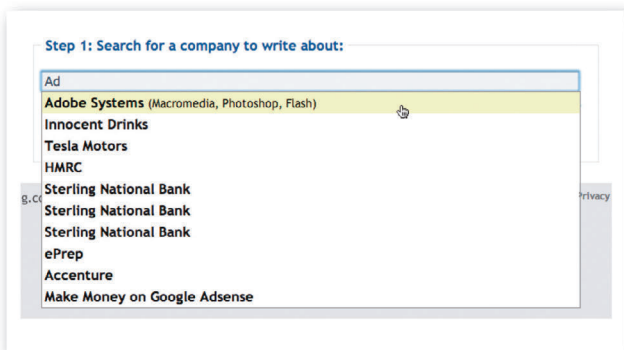 Step 1: Search for a company to write about:
Ad
Adobe Systems (Macromedia, Photoshop, Flash)
Innocent Drinks
Tesla Motors
HMRC
Sterling National Bank
g.co
Privacy
Sterling National Bank
Sterling National Bank
ePrep
Accenture
Make Money on Google Adsense